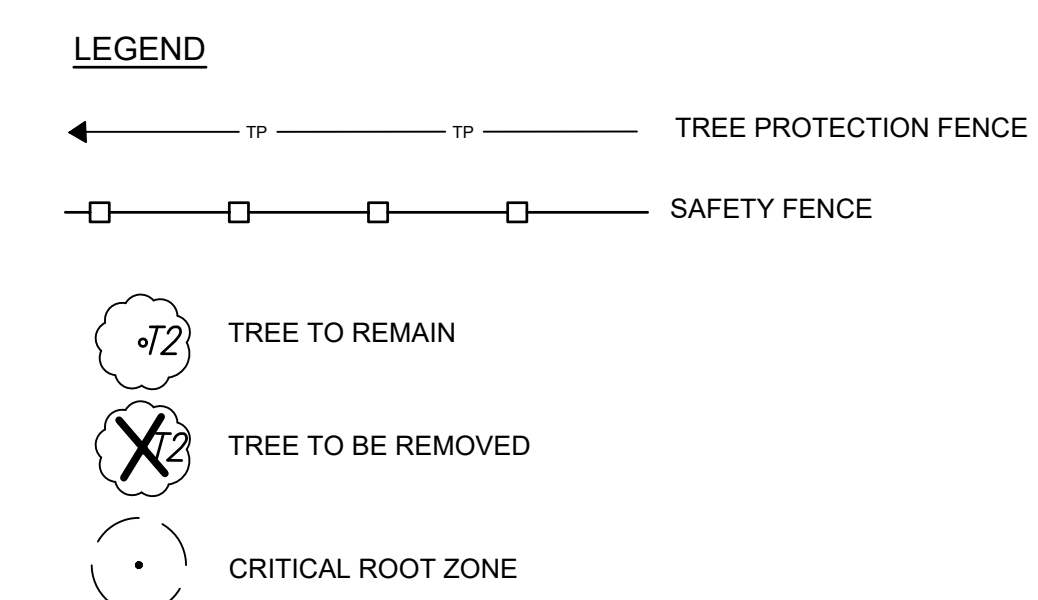 LEGEND
TP TP TREE PROTECTION FENCE
SAFETY FENCE
T2 TREE TO REMAIN
T2 TREE TO BE REMOVED
CRITICAL ROOT ZONE